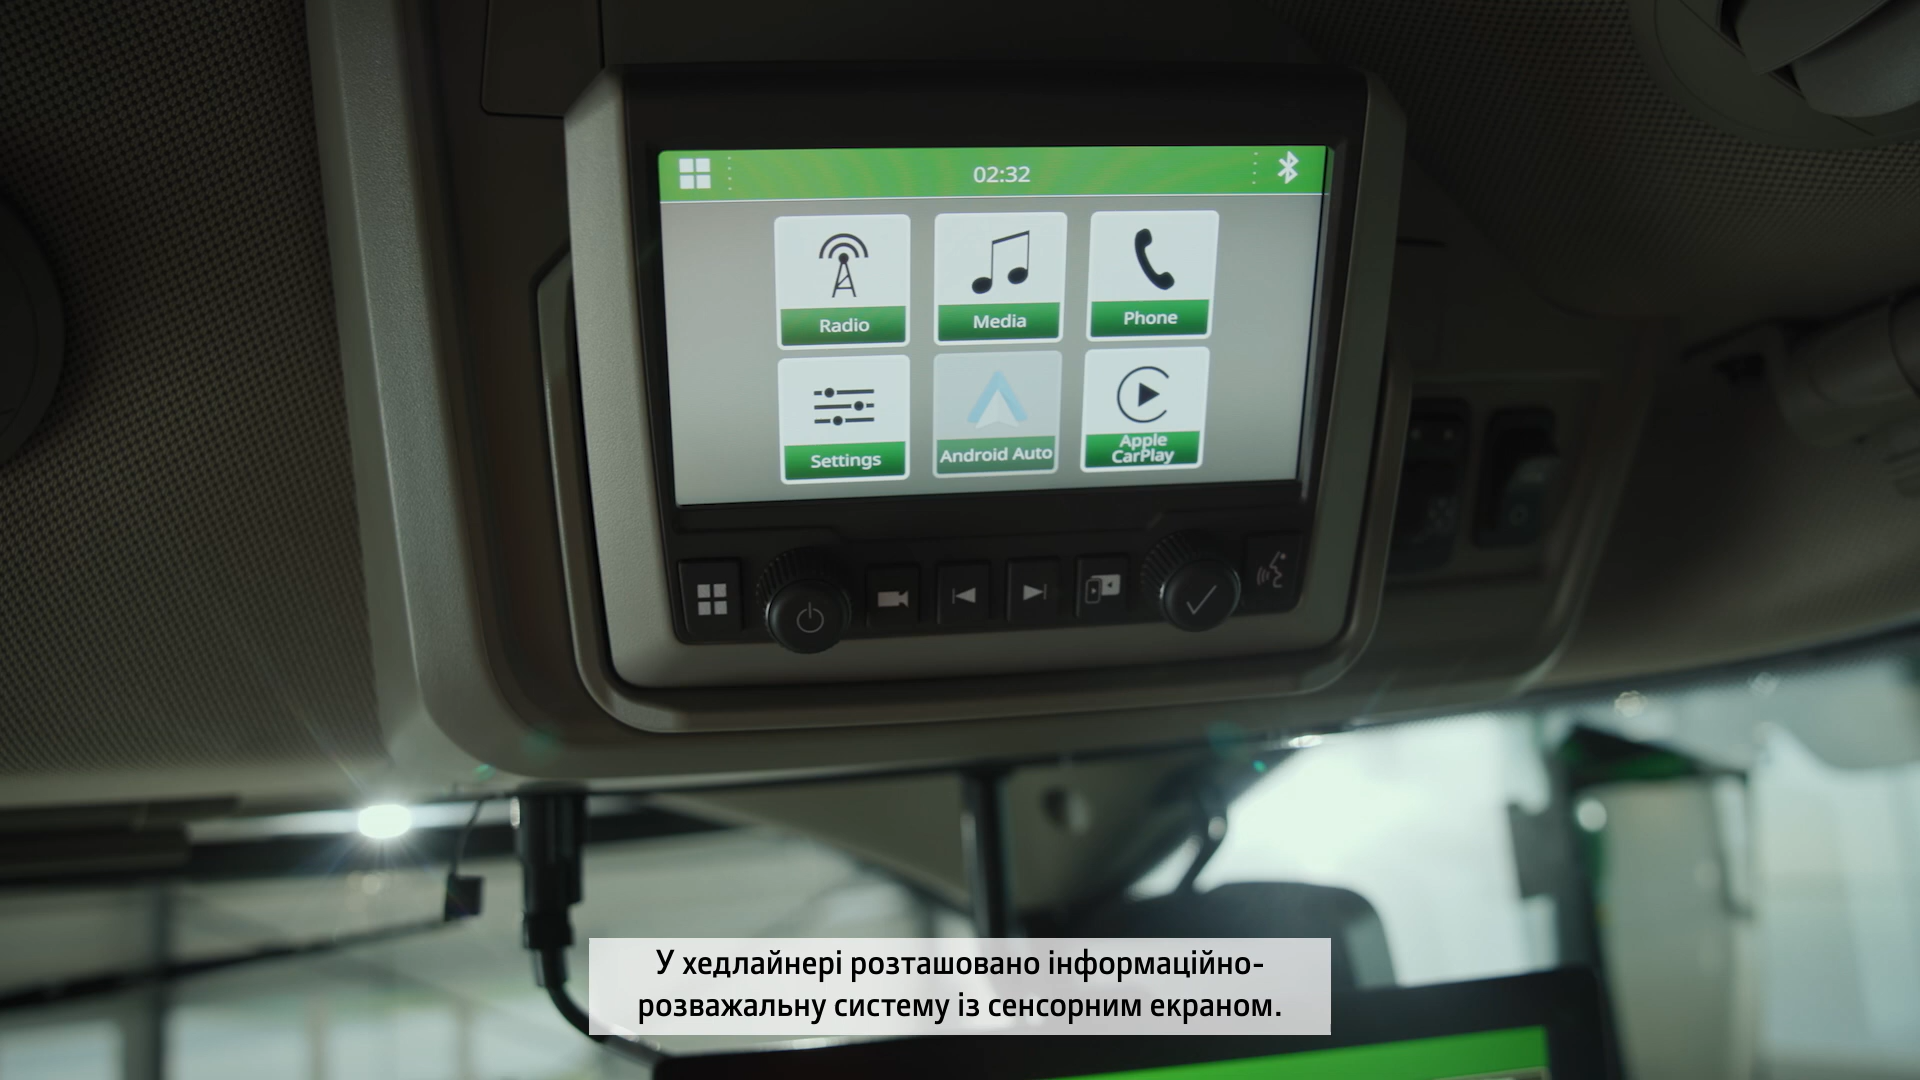 02:32
Radio
Media
Phone
Settings
Android Auto
Apple
CarPlay
У хедлайнері розташовано інформаційно-
розважальну систему із сенсорним екраном.